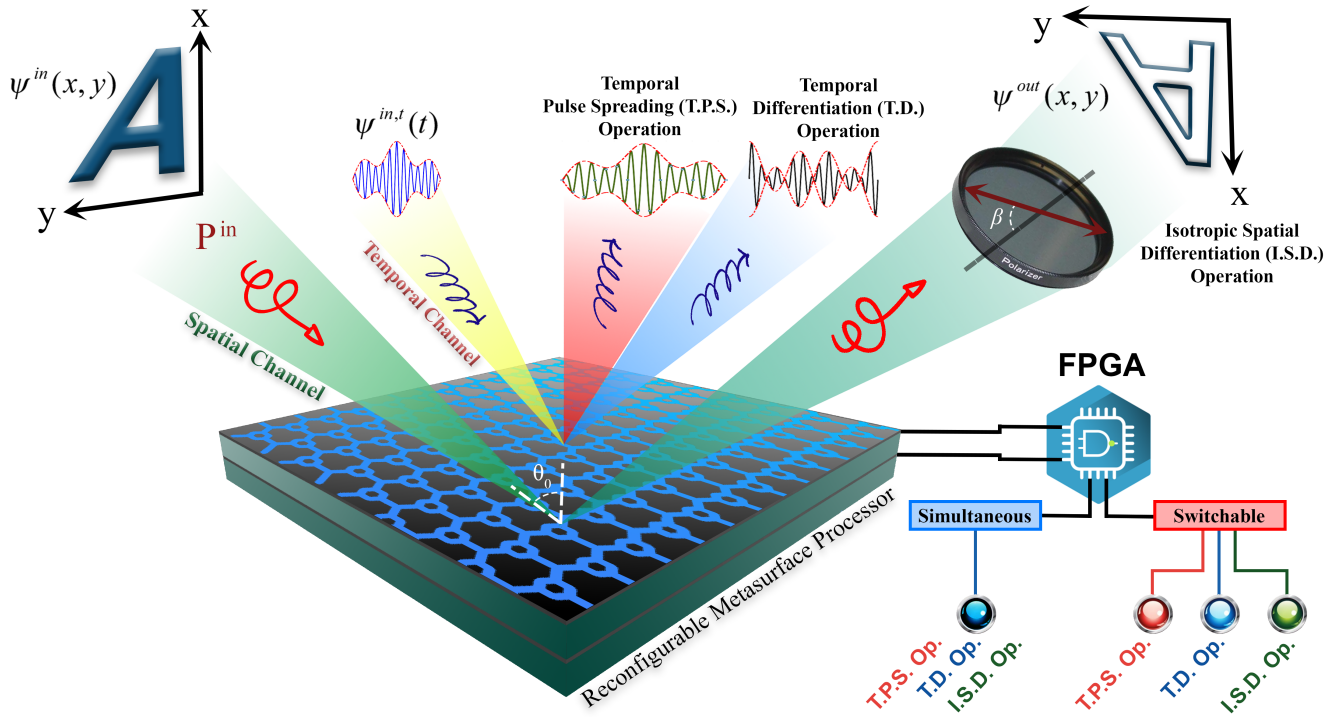 x
ψ^in(x, y)
y
P^in
Spatial Channel
ψ^in,t(t)
Temporal Channel
Temporal
Pulse Spreading (T.P.S.)
Operation
Temporal
Differentiation (T.D.)
Operation
y
ψ^out(x, y)
x
β
Polarizer
Isotropic Spatial
Differentiation (I.S.D.)
Operation
θ₀
Reconfigurable Metasurface Processor
FPGA
Simultaneous
Switchable
T.P.S. Op.
T.D. Op.
I.S.D. Op.
T.P.S. Op.
T.D. Op.
I.S.D. Op.
A
A